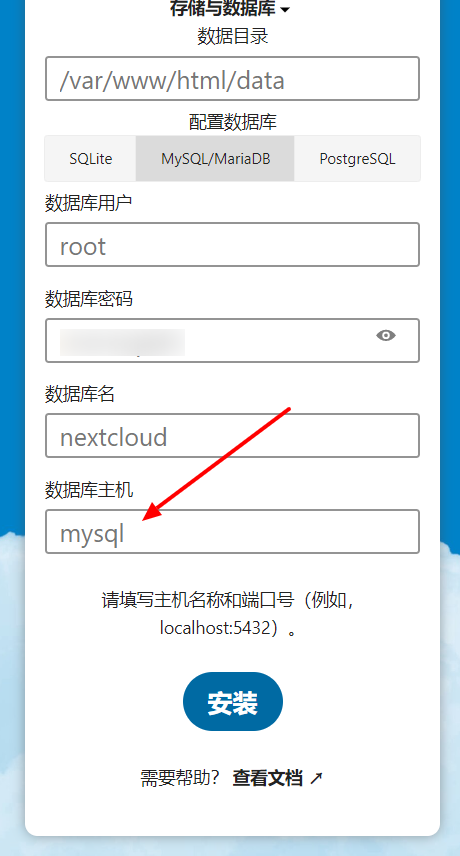 存储与数据库
数据目录
/var/www/html/data
配置数据库
SQLite
MySQL/MariaDB
PostgreSQL
数据库用户
root
数据库密码
数据库名
nextcloud
数据库主机
mysql
请填写主机名称和端口号（例如，
localhost:5432）。
安装
需要帮助？ 查看文档 ↗